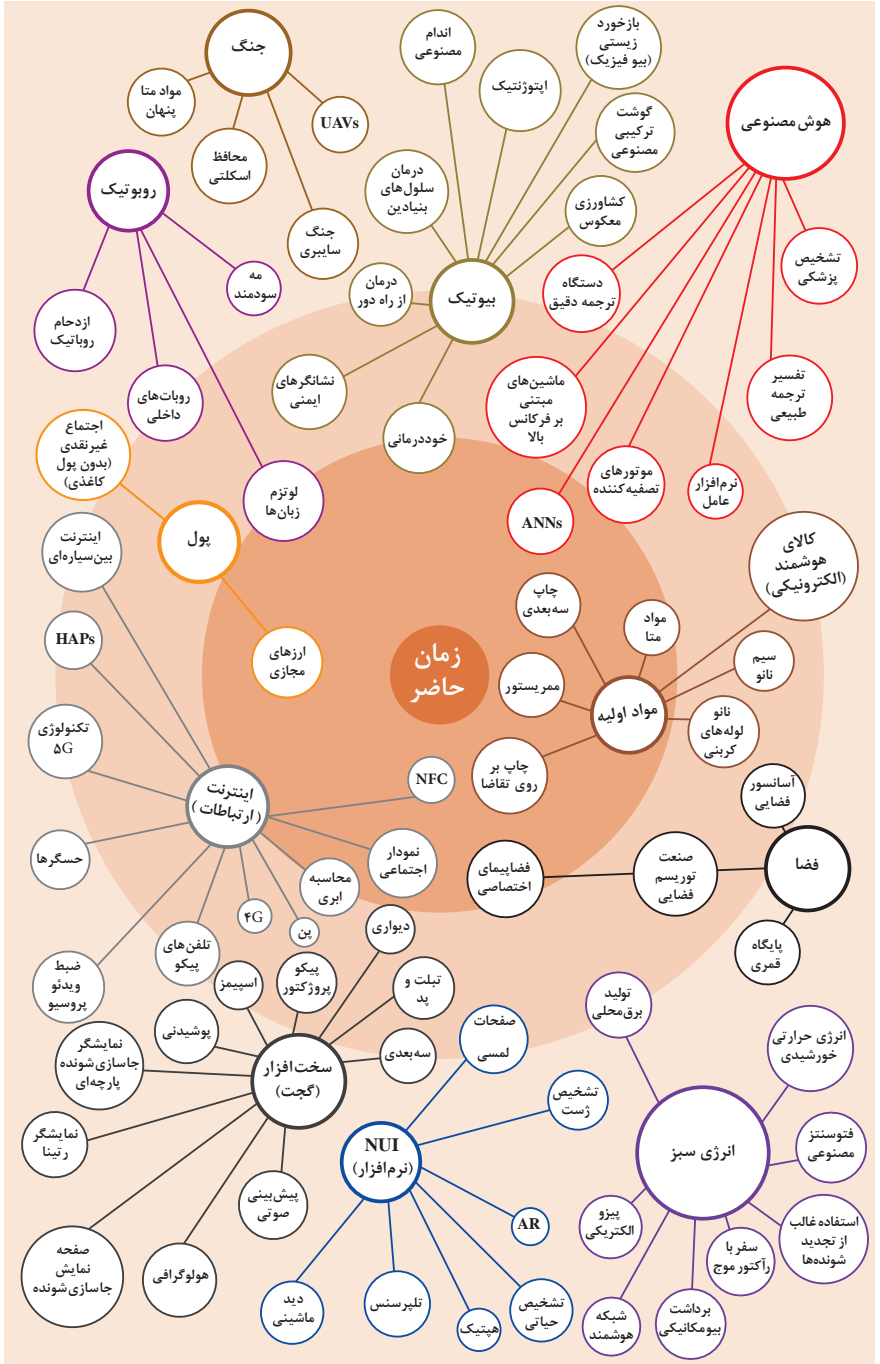 جنگ
مواد متا
پنهان
محافظ
اسکلتی
UAVs
جنگ
سایبری
روبوتیک
مه
سودمند
ازدحام
روباتیک
روبات‌های
داخلی
لوتزم
زبان‌ها
اندام
مصنوعی
اپتوژنتیک
بازخورد
زیستی
(بیو فیزیک)
گوشت
ترکیبی
مصنوعی
درمان
سلول‌های
بنیادین
کشاورزی
معکوس
بیوتیک
درمان
از راه دور
نشانگرهای
ایمنی
خوددرمانی
هوش مصنوعی
تشخیص
پزشکی
دستگاه
ترجمه دقیق
تفسیر
ترجمه
طبیعی
ماشین‌های
مبتنی
بر فرکانس
بالا
موتورهای
تصفیه‌کننده
نرم‌افزار
عامل
ANNs
اجتماع
غیرنقدی
(بدون پول
کاغذی)
پول
ارزهای
مجازی
زمان
حاضر
کالای
هوشمند
(الکترونیکی)
چاپ
سه‌بعدی
مواد
متا
سیم
نانو
ممریستور
مواد اولیه
نانو
لوله‌های
کربنی
چاپ بر
روی تقاضا
آسانسور
فضایی
فضا
صنعت
توریسم
فضایی
فضاپیمای
اختصاصی
پایگاه
قمری
اینترنت
بین‌سیاره‌ای
HAPs
تکنولوژی
۵G
اینترنت
(ارتباطات)
NFC
حسگرها
نمودار
اجتماعی
محاسبه
ابری
۴G
پن
تلفن‌های
پیکو
ضبط
ویدئو
پروسیو
دیواری
اسپیمز
پیکو
پروژکتور
تبلت و
پد
پوشیدنی
سه‌بعدی
نمایشگر
جاسازی‌شونده
پارچه‌ای
سخت‌افزار
(گجت)
نمایشگر
رتینا
پیش‌بینی
صوتی
صفحه
نمایش
جاسازی‌شونده
هولوگرافی
صفحات
لمسی
تشخیص
ژست
NUI
(نرم‌افزار)
AR
دید
ماشینی
تلپرسنس
هپتیک
تشخیص
حیاتی
تولید
برق‌محلی
انرژی حرارتی
خورشیدی
انرژی سبز
فتوسنتز
مصنوعی
پیزو
الکتریکی
استفاده غالب
از تجدید
شونده‌ها
سفر با
رآکتور موج
شبکه
هوشمند
برداشت
بیومکانیکی